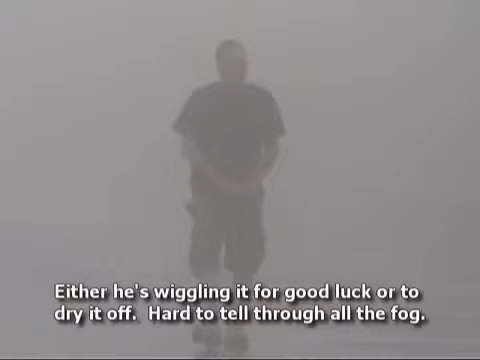 Either he's wiggling it for good luck or to
dry it off.  Hard to tell through all the fog.